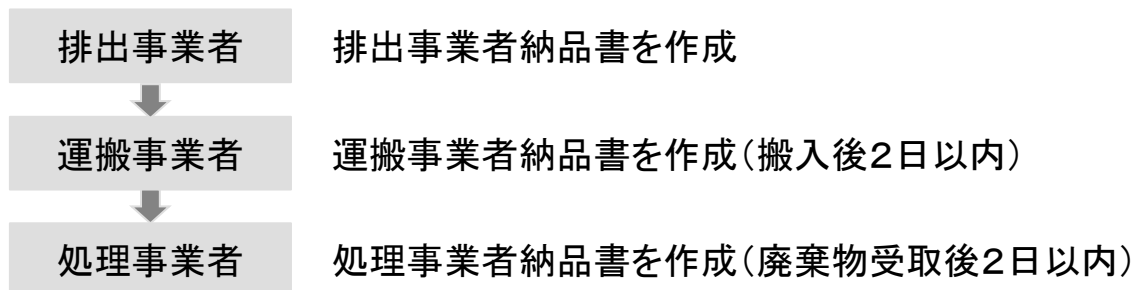 排出事業者 排出事業者納品書を作成
運搬事業者 運搬事業者納品書を作成(搬入後2日以内)
処理事業者 処理事業者納品書を作成(廃棄物受取後2日以内)